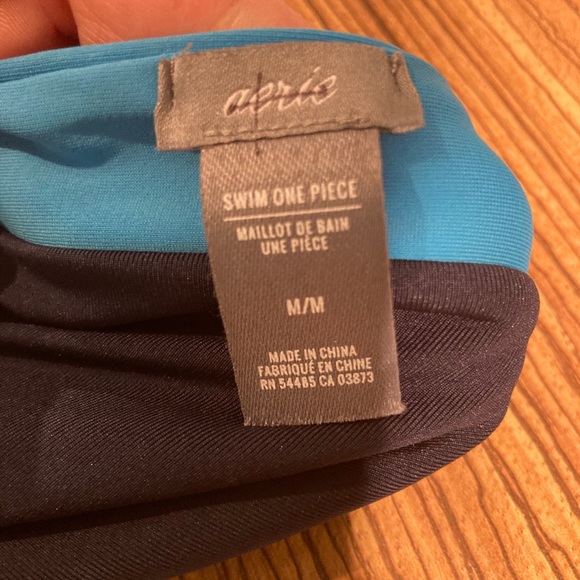 aerie
SWIM ONE PIECE
MAILLOT DE BAIN
UNE PIÈCE
M/M
MADE IN CHINA
FABRIQUÉ EN CHINE
RN 54485 CA 03873